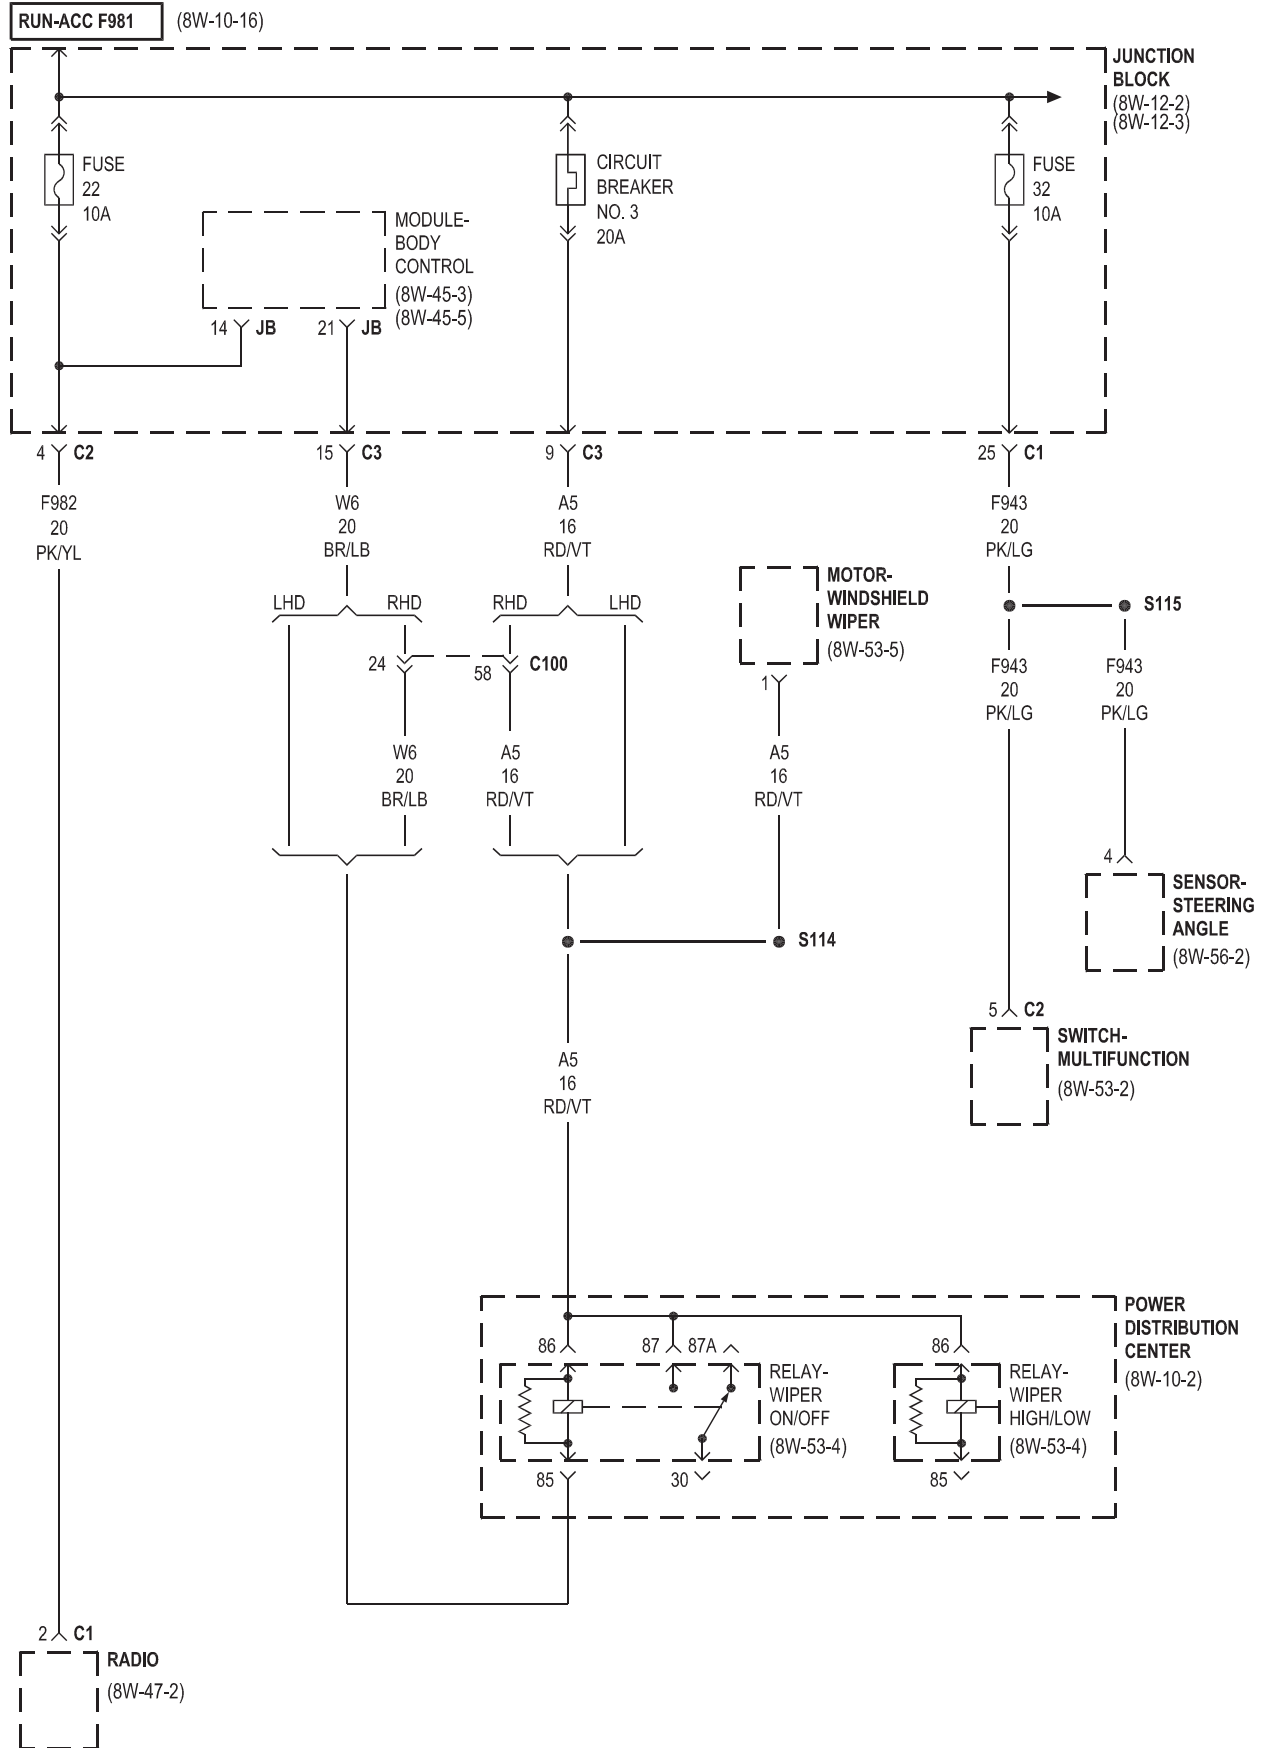 RUN-ACC F981 (8W-10-16)
JUNCTION
BLOCK
(8W-12-2)
(8W-12-3)
FUSE
22
10A
CIRCUIT
BREAKER
NO. 3
20A
FUSE
32
10A
MODULE-
BODY
CONTROL
(8W-45-3)
(8W-45-5)
14 JB 21 JB
4 C2 15 C3 9 C3 25 C1
F982
20
PK/YL
W6
20
BR/LB
A5
16
RD/VT
F943
20
PK/LG
LHD RHD RHD LHD
MOTOR-
WINDSHIELD
WIPER
(8W-53-5)
1
S115
24 58 C100
F943
20
PK/LG
F943
20
PK/LG
W6
20
BR/LB
A5
16
RD/VT
A5
16
RD/VT
4
SENSOR-
STEERING
ANGLE
(8W-56-2)
S114
5 C2
SWITCH-
MULTIFUNCTION
(8W-53-2)
A5
16
RD/VT
POWER
DISTRIBUTION
CENTER
(8W-10-2)
86 87 87A 86
RELAY-
WIPER
ON/OFF
(8W-53-4)
RELAY-
WIPER
HIGH/LOW
(8W-53-4)
85 30 85
2 C1
RADIO
(8W-47-2)